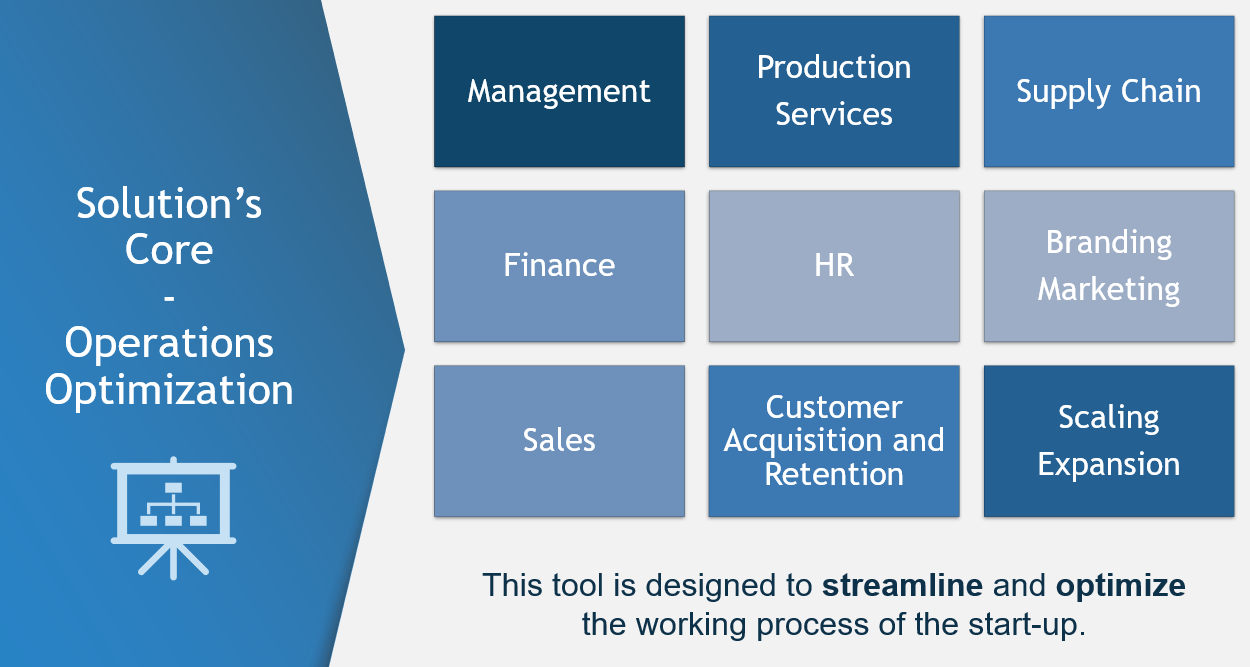 Solution’s
Core
-
Operations
Optimization
Management
Production
Services
Supply Chain
Finance
HR
Branding
Marketing
Sales
Customer
Acquisition and
Retention
Scaling
Expansion
This tool is designed to streamline and optimize
the working process of the start-up.